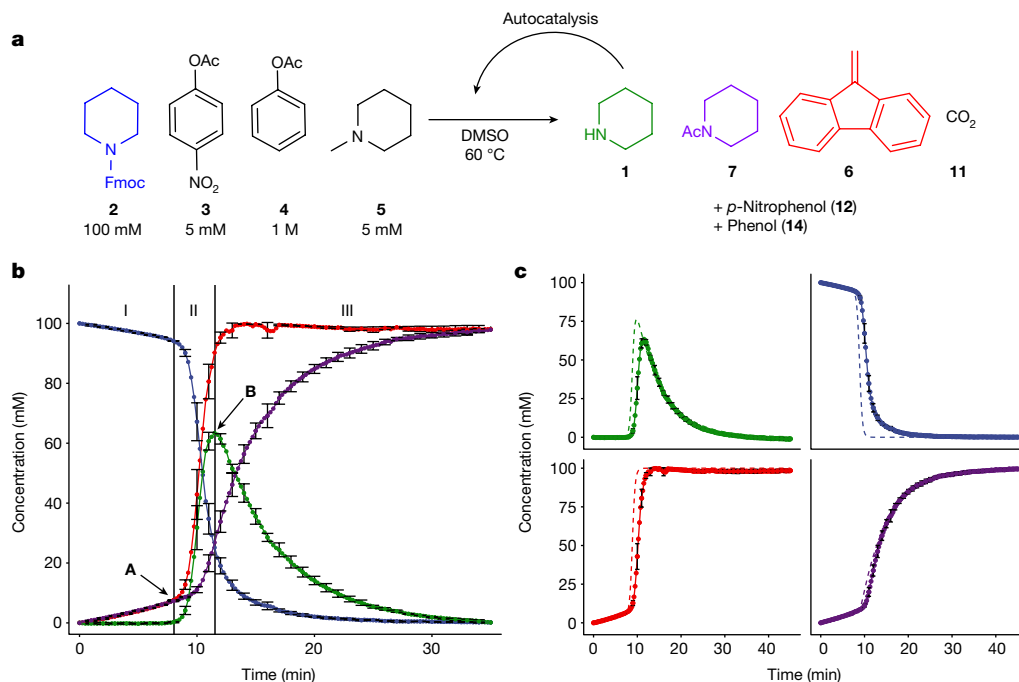 a
Autocatalysis
OAc
OAc
NO₂
N
Fmoc
N
DMSO
60 °C
HN
AcN
CO₂
2
3
4
5
1
7
6
11
100 mM
5 mM
1 M
5 mM
+ p-Nitrophenol (12)
+ Phenol (14)
b
I
II
III
100
80
60
40
20
0
A
B
Concentration (mM)
0
10
20
30
Time (min)
c
100
75
50
25
0
100
75
50
25
0
Concentration (mM)
0
10
20
30
40
0
10
20
30
40
Time (min)